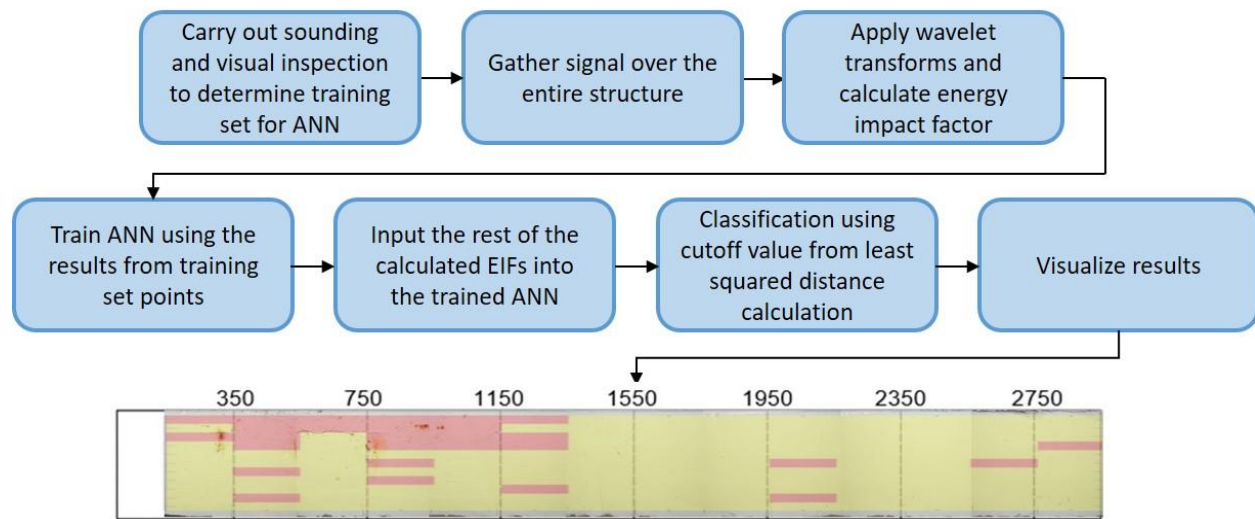 Carry out sounding
and visual inspection
to determine training
set for ANN
Gather signal over the
entire structure
Apply wavelet
transforms and
calculate energy
impact factor
Train ANN using the
results from training
set points
Input the rest of the
calculated EIFs into
the trained ANN
Classification using
cutoff value from least
squared distance
calculation
Visualize results
350 750 1150 1550 1950 2350 2750